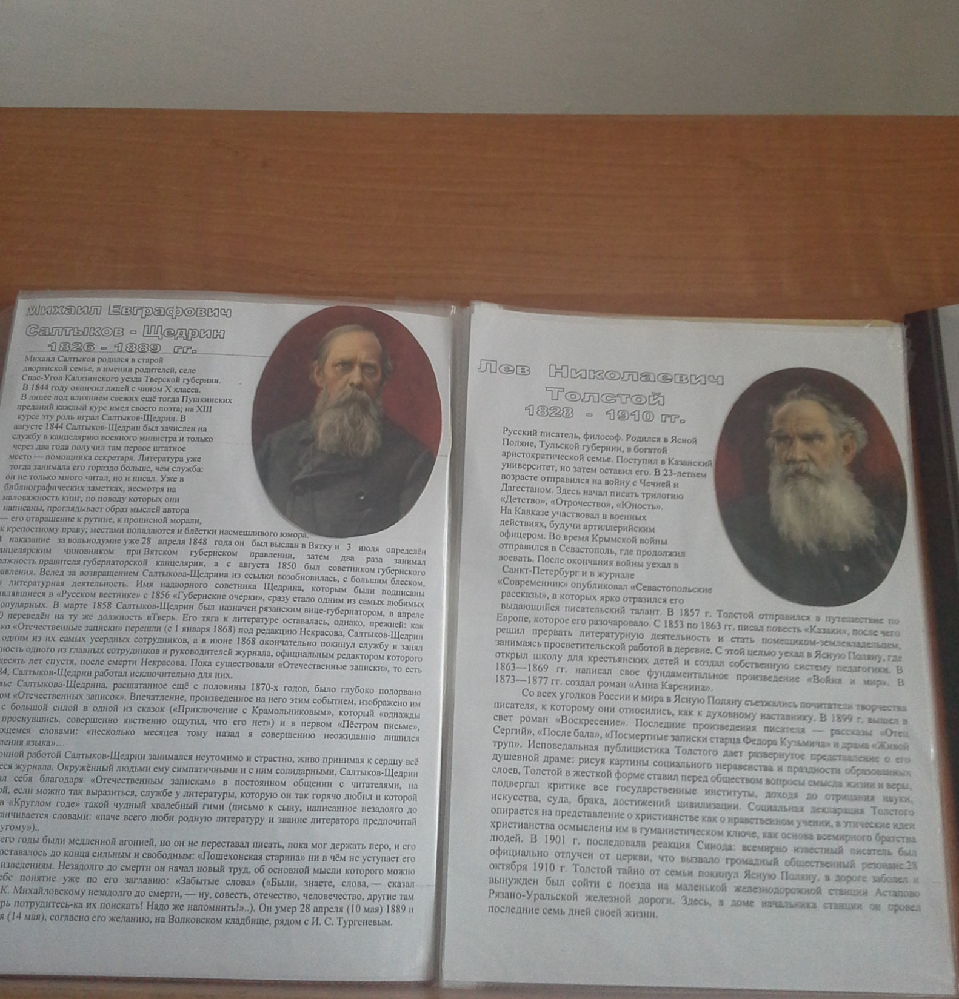 Михаил Евграфович
Салтыков - Щедрин
1826 - 1889 гг.
Михаил Салтыков родился в старой
дворянской семье, в имении родителей, селе
Спас-Угол Калязинского уезда Тверской губернии.
В 1844 году окончил лицей с чином X класса.
В лицее под влиянием свежих ещё тогда Пушкинских
преданий каждый курс имел своего поэта; на XIII
курсе эту роль играл Салтыков-Щедрин. В
августе 1844 Салтыков-Щедрин был зачислен на
службу в канцелярию военного министра и только
через два года получил там первое штатное
место — помощника секретаря. Литература уже
тогда занимала его гораздо больше, чем служба:
он не только много читал, но и писал. Уже в
библиографических заметках, несмотря на
маловажность книг, по поводу которых они
написаны, проглядывает образ мыслей автора
— его отвращение к рутине, к прописной морали,
к крепостному праву; местами попадаются и блёстки насмешливого юмора.
В наказание за вольнодумие уже 28 апреля 1848 года он был выслан в Вятку и 3 июля определён
анцелярским чиновником при Вятском губернском правлении, затем два раза занимал
олжность правителя губернаторской канцелярии, а с августа 1850 был советником губернского
авления. Вслед за возвращением Салтыкова-Щедрина из ссылки возобновилась, с большим блеском,
литературная деятельность. Имя надворного советника Щедрина, которым были подписаны
являвшиеся в «Русском вестнике» с 1856 «Губернские очерки», сразу стало одним из самых любимых
опулярных. В марте 1858 Салтыков-Щедрин был назначен рязанским вице-губернатором, в апреле
0 переведён на ту же должность вТверь. Его тяга к литературе оставалась, однако, прежней: как
ко «Отечественные записки» перешли (с 1 января 1868) под редакцию Некрасова, Салтыков-Щедрин
одним из их самых усердных сотрудников, а в июне 1868 окончательно покинул службу и занял
ность одного из главных сотрудников и руководителей журнала, официальным редактором которого
десять лет спустя, после смерти Некрасова. Пока существовали «Отечественные записки», то есть
84, Салтыков-Щедрин работал исключительно для них.
вье Салтыкова-Щедрина, расшатанное ещё с половины 1870-х годов, было глубоко подорвано
ом «Отечественных записок». Впечатление, произведенное на него этим событием, изображено им
с большой силой в одной из сказок («Приключение с Крамольниковым», который «однажды
проснувшись, совершенно явственно ощутил, что его нет») и в первом «Пёстром письме»,
ющемся словами: «несколько месяцев тому назад я совершенно неожиданно лишился
ления языка»…
онной работой Салтыков-Щедрин занимался неутомимо и страстно, живо принимая к сердцу всё
еся журнала. Окружённый людьми ему симпатичными и с ним солидарными, Салтыков-Щедрин
ал себя благодаря «Отечественным запискам» в постоянном общении с читателями, на
ой, если можно так выразиться, службе у литературы, которую он так горячо любил и которой
в «Круглом годе» такой чудный хвалебный гимн (письмо к сыну, написанное незадолго до
анчивается словами: «паче всего люби родную литературу и звание литератора предпочитай
угому»)..
его годы были медленной агонией, но он не переставал писать, пока мог держать перо, и его
оставалось до конца сильным и свободным: «Пошехонская старина» ни в чём не уступает его
изведениям. Незадолго до смерти он начал новый труд, об основной мысли которого можно
ебе понятие уже по его заглавию: «Забытые слова» («Были, знаете, слова, — сказал
К. Михайловскому незадолго до смерти, — ну, совесть, отечество, человечество, другие там
рь потрудитесь-ка их поискать! Надо же напомнить!»..). Он умер 28 апреля (10 мая) 1889 и
я (14 мая), согласно его желанию, на Волковском кладбище, рядом с И. С. Тургеневым.
Лев Николаевич
Толстой
1828 - 1910 гг.
Русский писатель, философ. Родился в Ясной
Поляне, Тульской губернии, в богатой
аристократической семье. Поступил в Казанский
университет, но затем оставил его. В 23-летнем
возрасте отправился на войну с Чечней и
Дагестаном. Здесь начал писать трилогию
«Детство», «Отрочество», «Юность».
На Кавказе участвовал в военных
действиях, будучи артиллерийским
офицером. Во время Крымской войны
отправился в Севастополь, где продолжил
воевать. После окончания войны уехал в
Санкт-Петербург и в журнале
«Современник» опубликовал «Севастопольские
рассказы», в которых ярко отразился его
выдающийся писательский талант. В 1857 г. Толстой отправился в путешествие по
Европе, которое его разочаровало. С 1853 по 1863 гг. писал повесть «Казаки», после чего
решил прервать литературную деятельность и стать помещиком-землевладельцем,
занимаясь просветительской работой в деревне. С этой целью уехал в Ясную Поляну, где
открыл школу для крестьянских детей и создал собственную систему педагогики. В
1863—1869 гг. написал свое фундаментальное произведение «Война и мир». В
1873—1877 гг. создал роман «Анна Каренина».
Со всех уголков России и мира в Ясную Поляну съезжались почитатели творчества
писателя, к которому они относились, как к духовному наставнику. В 1899 г. вышел в
свет роман «Воскресение». Последние произведения писателя — рассказы «Отец
Сергий», «После бала», «Посмертные записки старца Федора Кузьмича» и драма «Живой
труп». Исповедальная публицистика Толстого дает развернутое представление о его
душевной драме: рисуя картины социального неравенства и праздности образованных
слоев, Толстой в жесткой форме ставил перед обществом вопросы смысла жизни и веры,
подвергал критике все государственные институты, доходя до отрицания науки,
искусства, суда, брака, достижений цивилизации. Социальная декларация Толстого
опирается на представление о христианстве как о нравственном учении, а этические идеи
христианства осмыслены им в гуманистическом ключе, как основа всемирного братства
людей. В 1901 г. последовала реакция Синода: всемирно известный писатель был
официально отлучен от церкви, что вызвало громадный общественный резонанс.28
октября 1910 г. Толстой тайно от семьи покинул Ясную Поляну, в дороге заболел и
вынужден был сойти с поезда на маленькой железнодорожной станции Астапово
Рязано-Уральской железной дороги. Здесь, в доме начальника станции он провел
последние семь дней своей жизни.